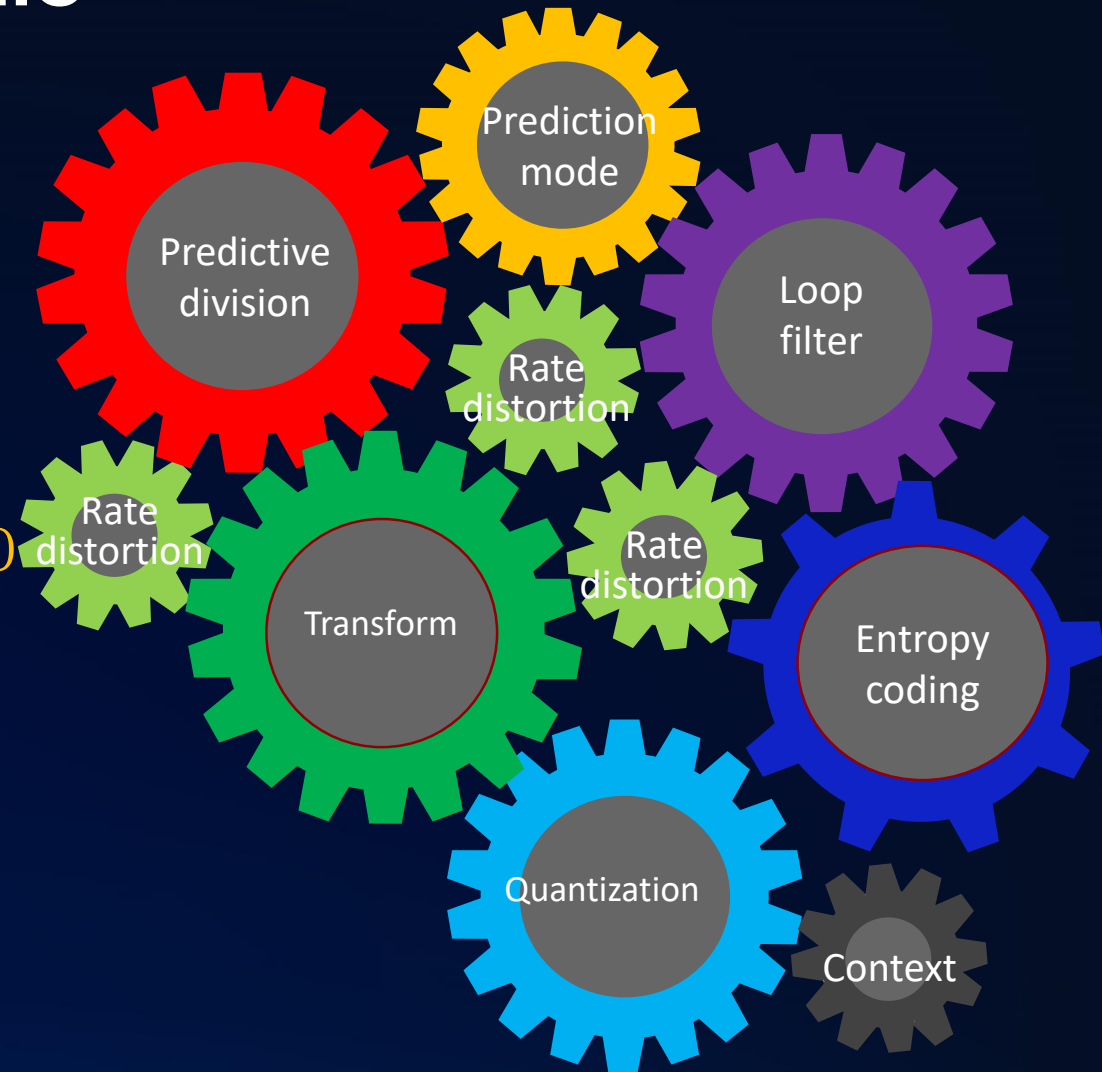 Prediction
mode
Predictive
division
Loop
filter
Rate
distortion
Rate
distortion
Rate
distortion
Transform
Entropy
coding
Quantization
Context